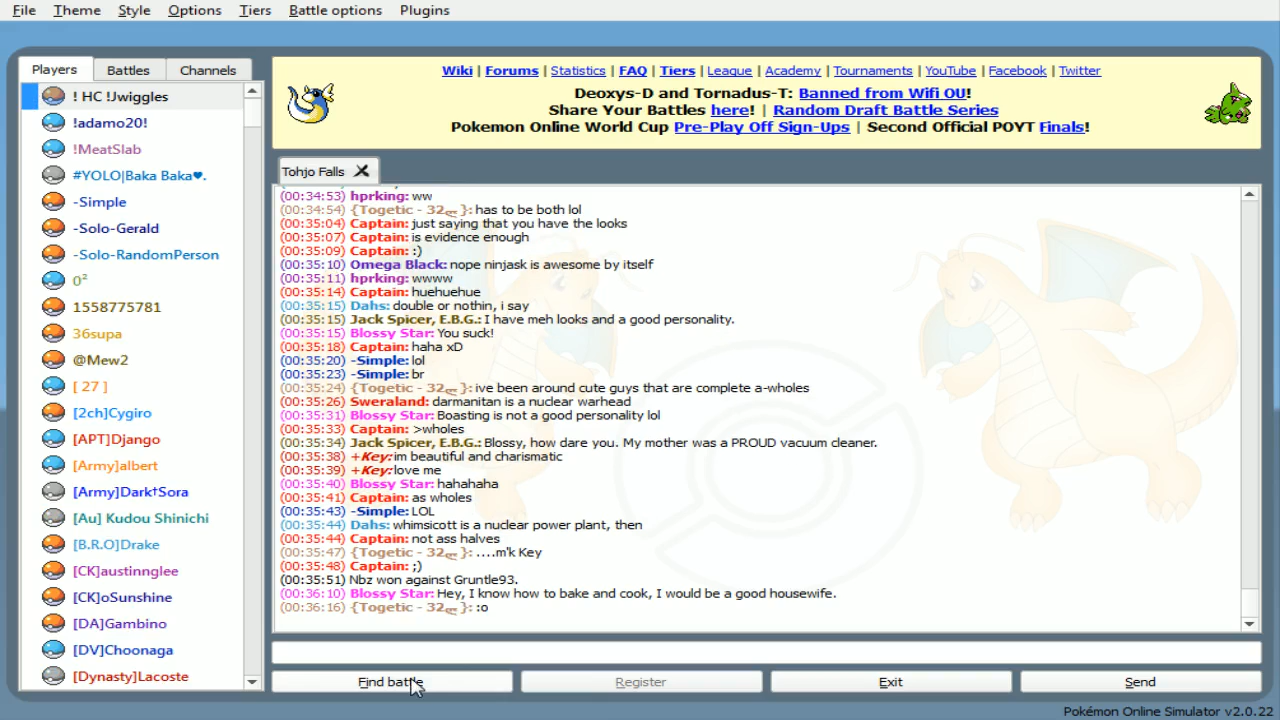 File Theme Style Options Tiers Battle options Plugins
Players Battles Channels
! HC !Jwiggles
!adamo20!
!MeatSlab
#YOLO|Baka Baka♥.
-Simple
-Solo-Gerald
-Solo-RandomPerson
0²
1558775781
36supa
@Mew2
[ 27 ]
[2ch]Cygiro
[APT]Django
[Army]albert
[Army]Dark†Sora
[Au] Kudou Shinichi
[B.R.O]Drake
[CK]austinnglee
[CK]oSunshine
[DA]Gambino
[DV]Choonaga
[Dynasty]Lacoste
Wiki | Forums | Statistics | FAQ | Tiers | League | Academy | Tournaments | YouTube | Facebook | Twitter
Deoxys-D and Tornadus-T: Banned from Wifi OU!
Share Your Battles here! | Random Draft Battle Series
Pokemon Online World Cup Pre-Play Off Sign-Ups | Second Official POYT Finals!
Tohjo Falls
(00:34:53) hprking: ww
(00:34:54) {Togetic - 32}: has to be both lol
(00:35:04) Captain: just saying that you have the looks
(00:35:07) Captain: is evidence enough
(00:35:09) Captain: :)
(00:35:10) Omega Black: nope ninjask is awesome by itself
(00:35:11) hprking: wwww
(00:35:14) Captain: huehuehue
(00:35:15) Dahs: double or nothin, i say
(00:35:15) Jack Spicer, E.B.G.: I have meh looks and a good personality.
(00:35:15) Blossy Star: You suck!
(00:35:18) Captain: haha xD
(00:35:20) -Simple: lol
(00:35:23) -Simple: br
(00:35:24) {Togetic - 32}: ive been around cute guys that are complete a-wholes
(00:35:26) Sweraland: darmanitan is a nuclear warhead
(00:35:31) Blossy Star: Boasting is not a good personality lol
(00:35:33) Captain: >wholes
(00:35:34) Jack Spicer, E.B.G.: Blossy, how dare you. My mother was a PROUD vacuum cleaner.
(00:35:38) +Key: im beautiful and charismatic
(00:35:39) +Key: love me
(00:35:40) Blossy Star: hahahaha
(00:35:41) Captain: as wholes
(00:35:43) -Simple: LOL
(00:35:44) Dahs: whimsicott is a nuclear power plant, then
(00:35:44) Captain: not ass halves
(00:35:47) {Togetic - 32}: ....m'k Key
(00:35:48) Captain: ;)
(00:35:51) Nbz won against Gruntle93.
(00:36:10) Blossy Star: Hey, I know how to bake and cook, I would be a good housewife.
(00:36:16) {Togetic - 32}: :o
Find battle Register Exit Send
Pokémon Online Simulator v2.0.22